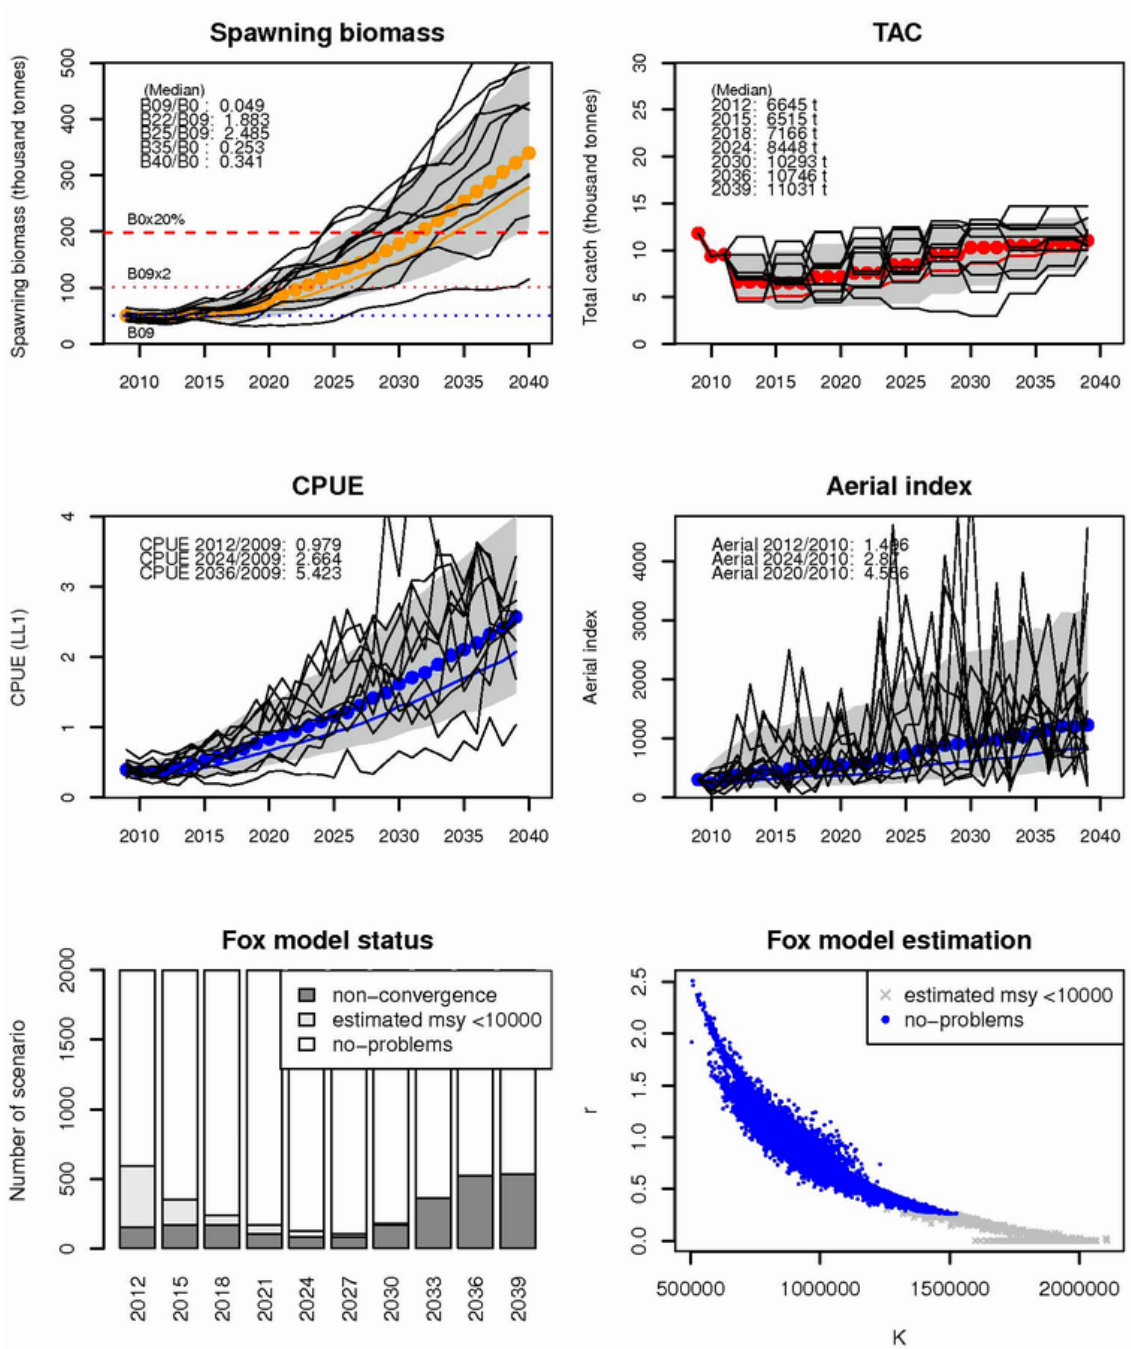 Spawning biomass
Spawning biomass (thousand tonnes)
500
400
300
200
100
0
(Median)
B09/B0 : 0.049
B22/B09: 1.883
B25/B09: 2.485
B35/B0 : 0.253
B40/B0 : 0.341
B0x20%
B09x2
B09
2010 2015 2020 2025 2030 2035 2040
TAC
Total catch (thousand tonnes)
30
25
20
15
10
5
0
(Median)
2012: 6645 t
2015: 6515 t
2018: 7166 t
2024: 8448 t
2030: 10293 t
2036: 10746 t
2039: 11031 t
2010 2015 2020 2025 2030 2035 2040
CPUE
CPUE (LL1)
4
3
2
1
0
CPUE 2012/2009: 0.979
CPUE 2024/2009: 2.664
CPUE 2036/2009: 5.423
2010 2015 2020 2025 2030 2035 2040
Aerial index
Aerial index
4000
3000
2000
1000
0
Aerial 2012/2010:
Aerial 2024/2010:
Aerial 2020/2010:
2010 2015 2020 2025 2030 2035 2040
Fox model status
Number of scenario
2000
1500
1000
500
0
non-convergence
estimated msy <10000
no-problems
2012 2015 2018 2021 2024 2027 2030 2033 2036 2039
Fox model estimation
r
2.5
2.0
1.5
1.0
0.5
0.0
estimated msy <10000
no-problems
500000 1000000 1500000 2000000
K